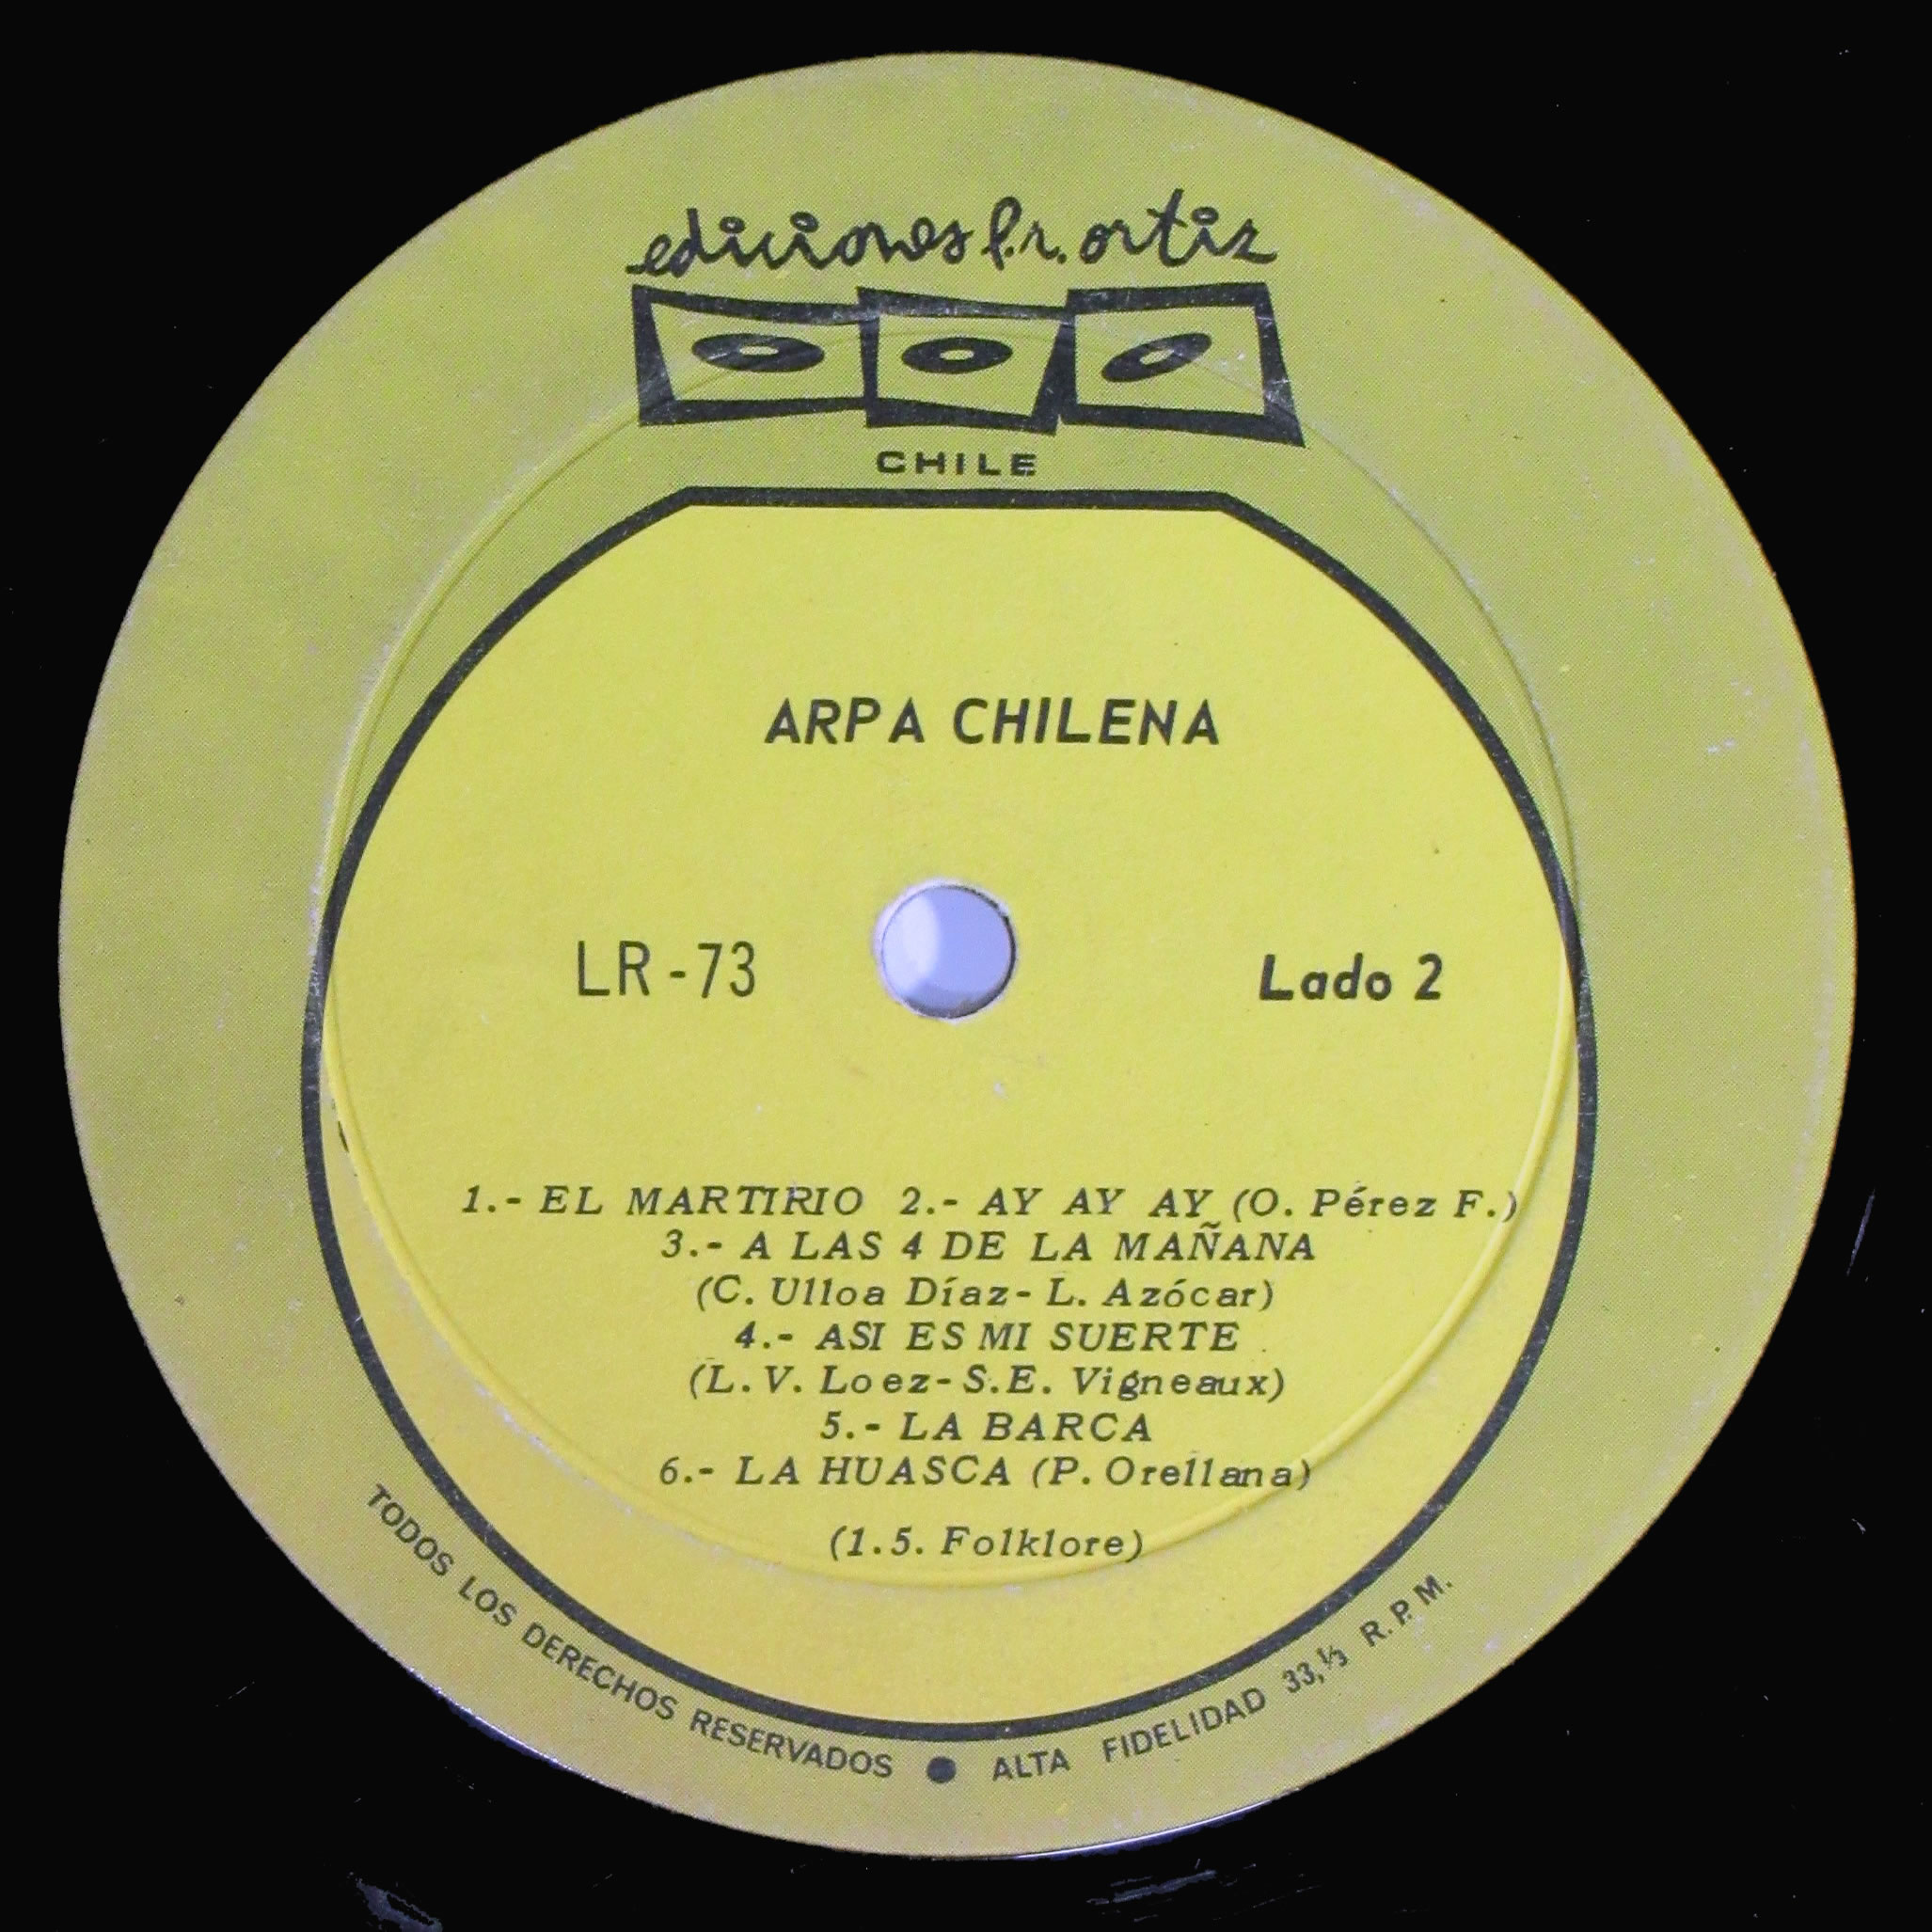 ediciones l.r. ortiz
CHILE
ARPA CHILENA
LR-73
Lado 2
1.- EL MARTIRIO 2.- AY AY AY (O. Pérez F.)
3.- A LAS 4 DE LA MAÑANA
(C. Ulloa Díaz- L. Azócar)
4.- ASI ES MI SUERTE
(L. V. Loez- S.E. Vigneaux)
5.- LA BARCA
6.- LA HUASCA (P. Orellana)
(1.5. Folklore)
TODOS LOS DERECHOS RESERVADOS ● ALTA FIDELIDAD 33,⅓ R.P.M.